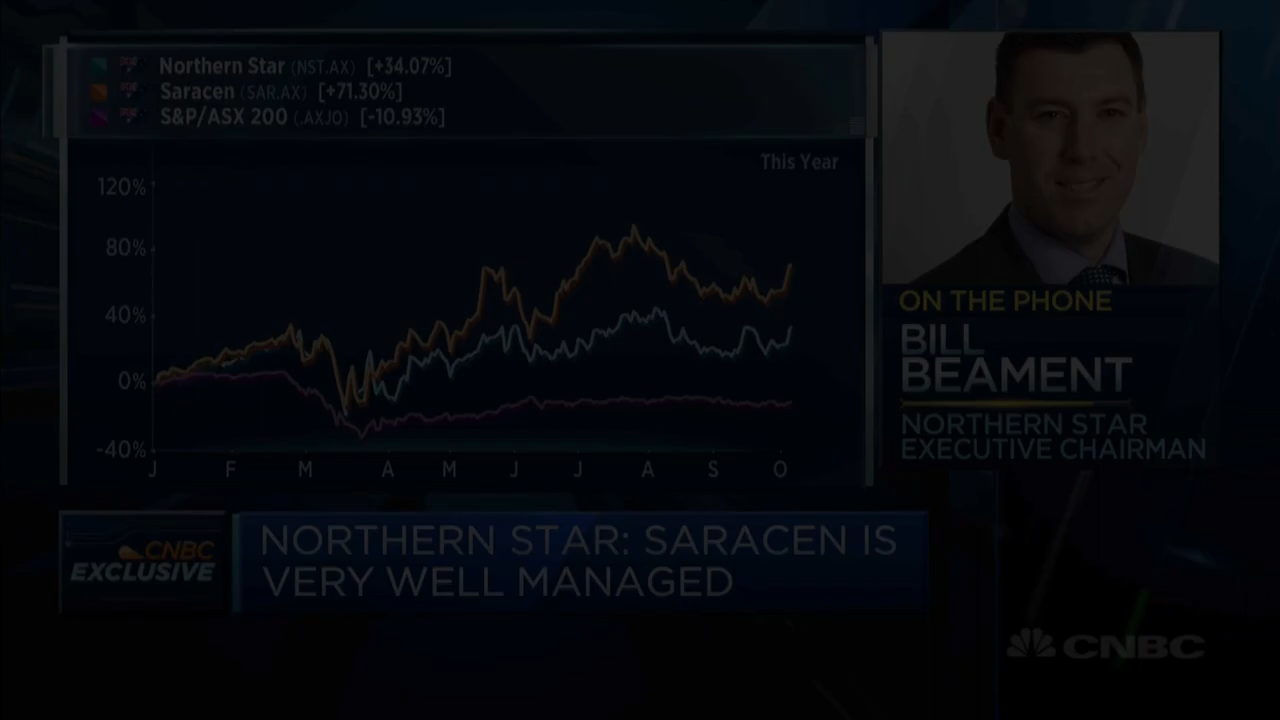 Northern Star (NST.AX) [+34.07%]
Saracen (SAR.AX) [+71.30%]
S&P/ASX 200 (.AXJO) [-10.93%]
This Year
120%
80%
40%
0%
-40%
J F M A M J J A S O
ON THE PHONE
BILL
BEAMENT
NORTHERN STAR
EXECUTIVE CHAIRMAN
CNBC
EXCLUSIVE
NORTHERN STAR: SARACEN IS
VERY WELL MANAGED
CNBC